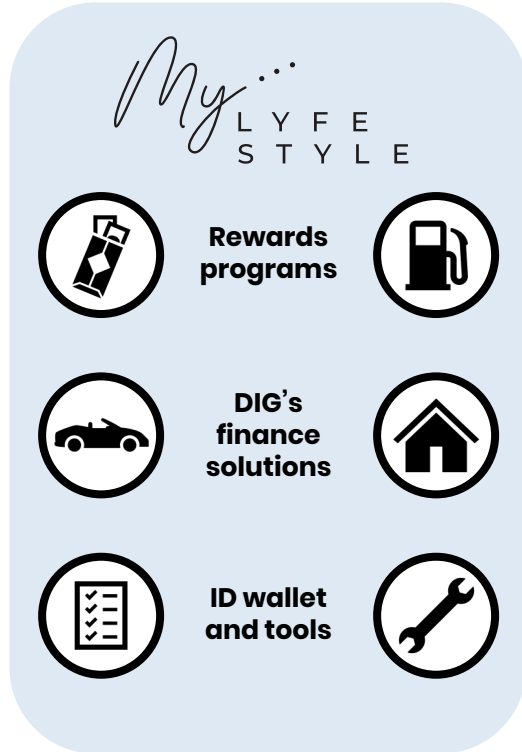 My...
LYFE
STYLE
Rewards
programs
DIG's
finance
solutions
ID wallet
and tools